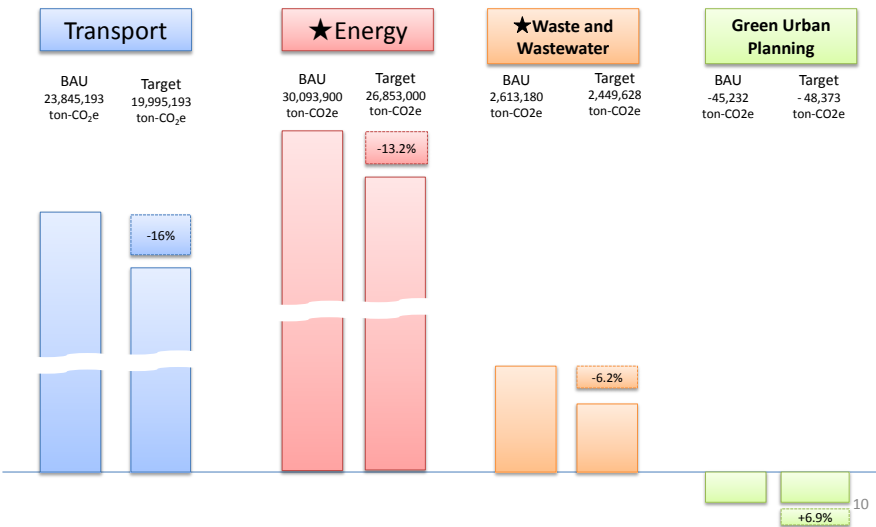 Transport
BAU
23,845,193
ton-CO₂e
Target
19,995,193
ton-CO₂e
-16%
★Energy
BAU
30,093,900
ton-CO2e
Target
26,853,000
ton-CO2e
-13.2%
★Waste and
Wastewater
BAU
2,613,180
ton-CO2e
Target
2,449,628
ton-CO2e
-6.2%
Green Urban
Planning
BAU
-45,232
ton-CO2e
Target
- 48,373
ton-CO2e
+6.9%
10